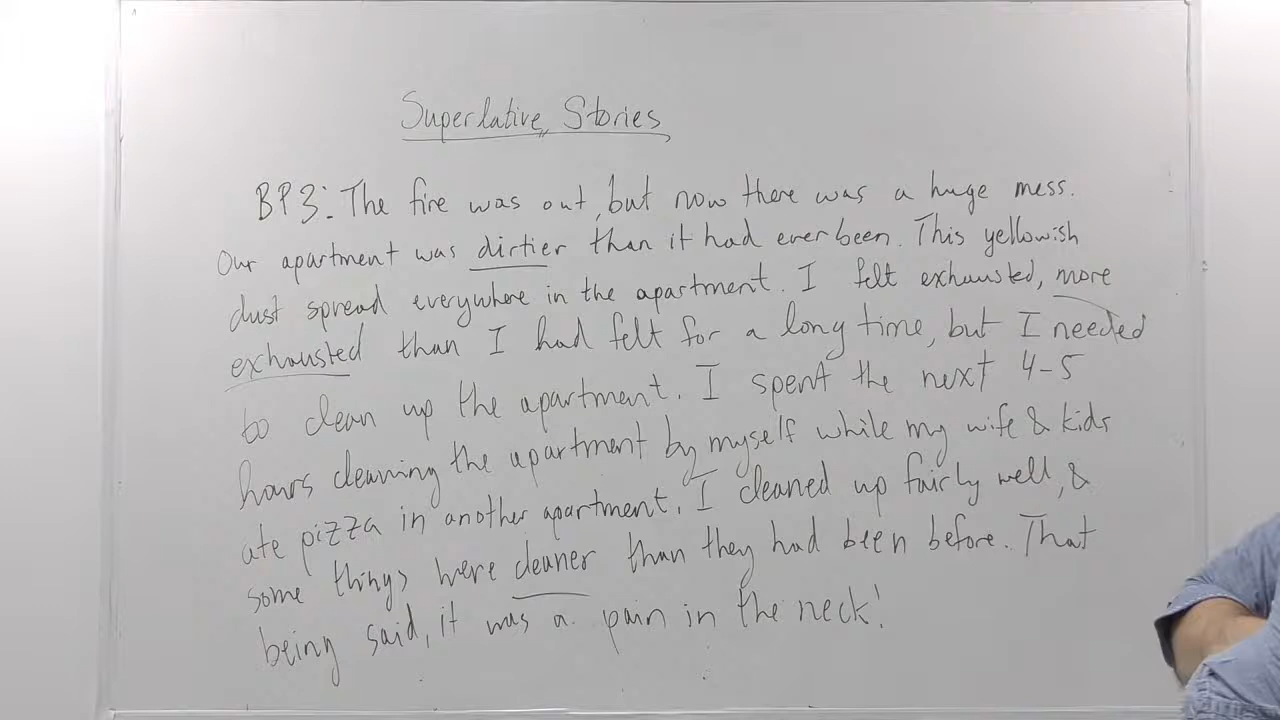 Superlative Stories
BP3: The fire was out, but now there was a huge mess.
Our apartment was dirtier than it had ever been. This yellowish
dust spread everywhere in the apartment. I felt exhausted, more
exhausted than I had felt for a long time, but I needed
to clean up the apartment. I spent the next 4-5
hours cleaning the apartment by myself while my wife & kids
ate pizza in another apartment. I cleaned up fairly well, &
some things were cleaner than they had been before. That
being said, it was a pain in the neck!